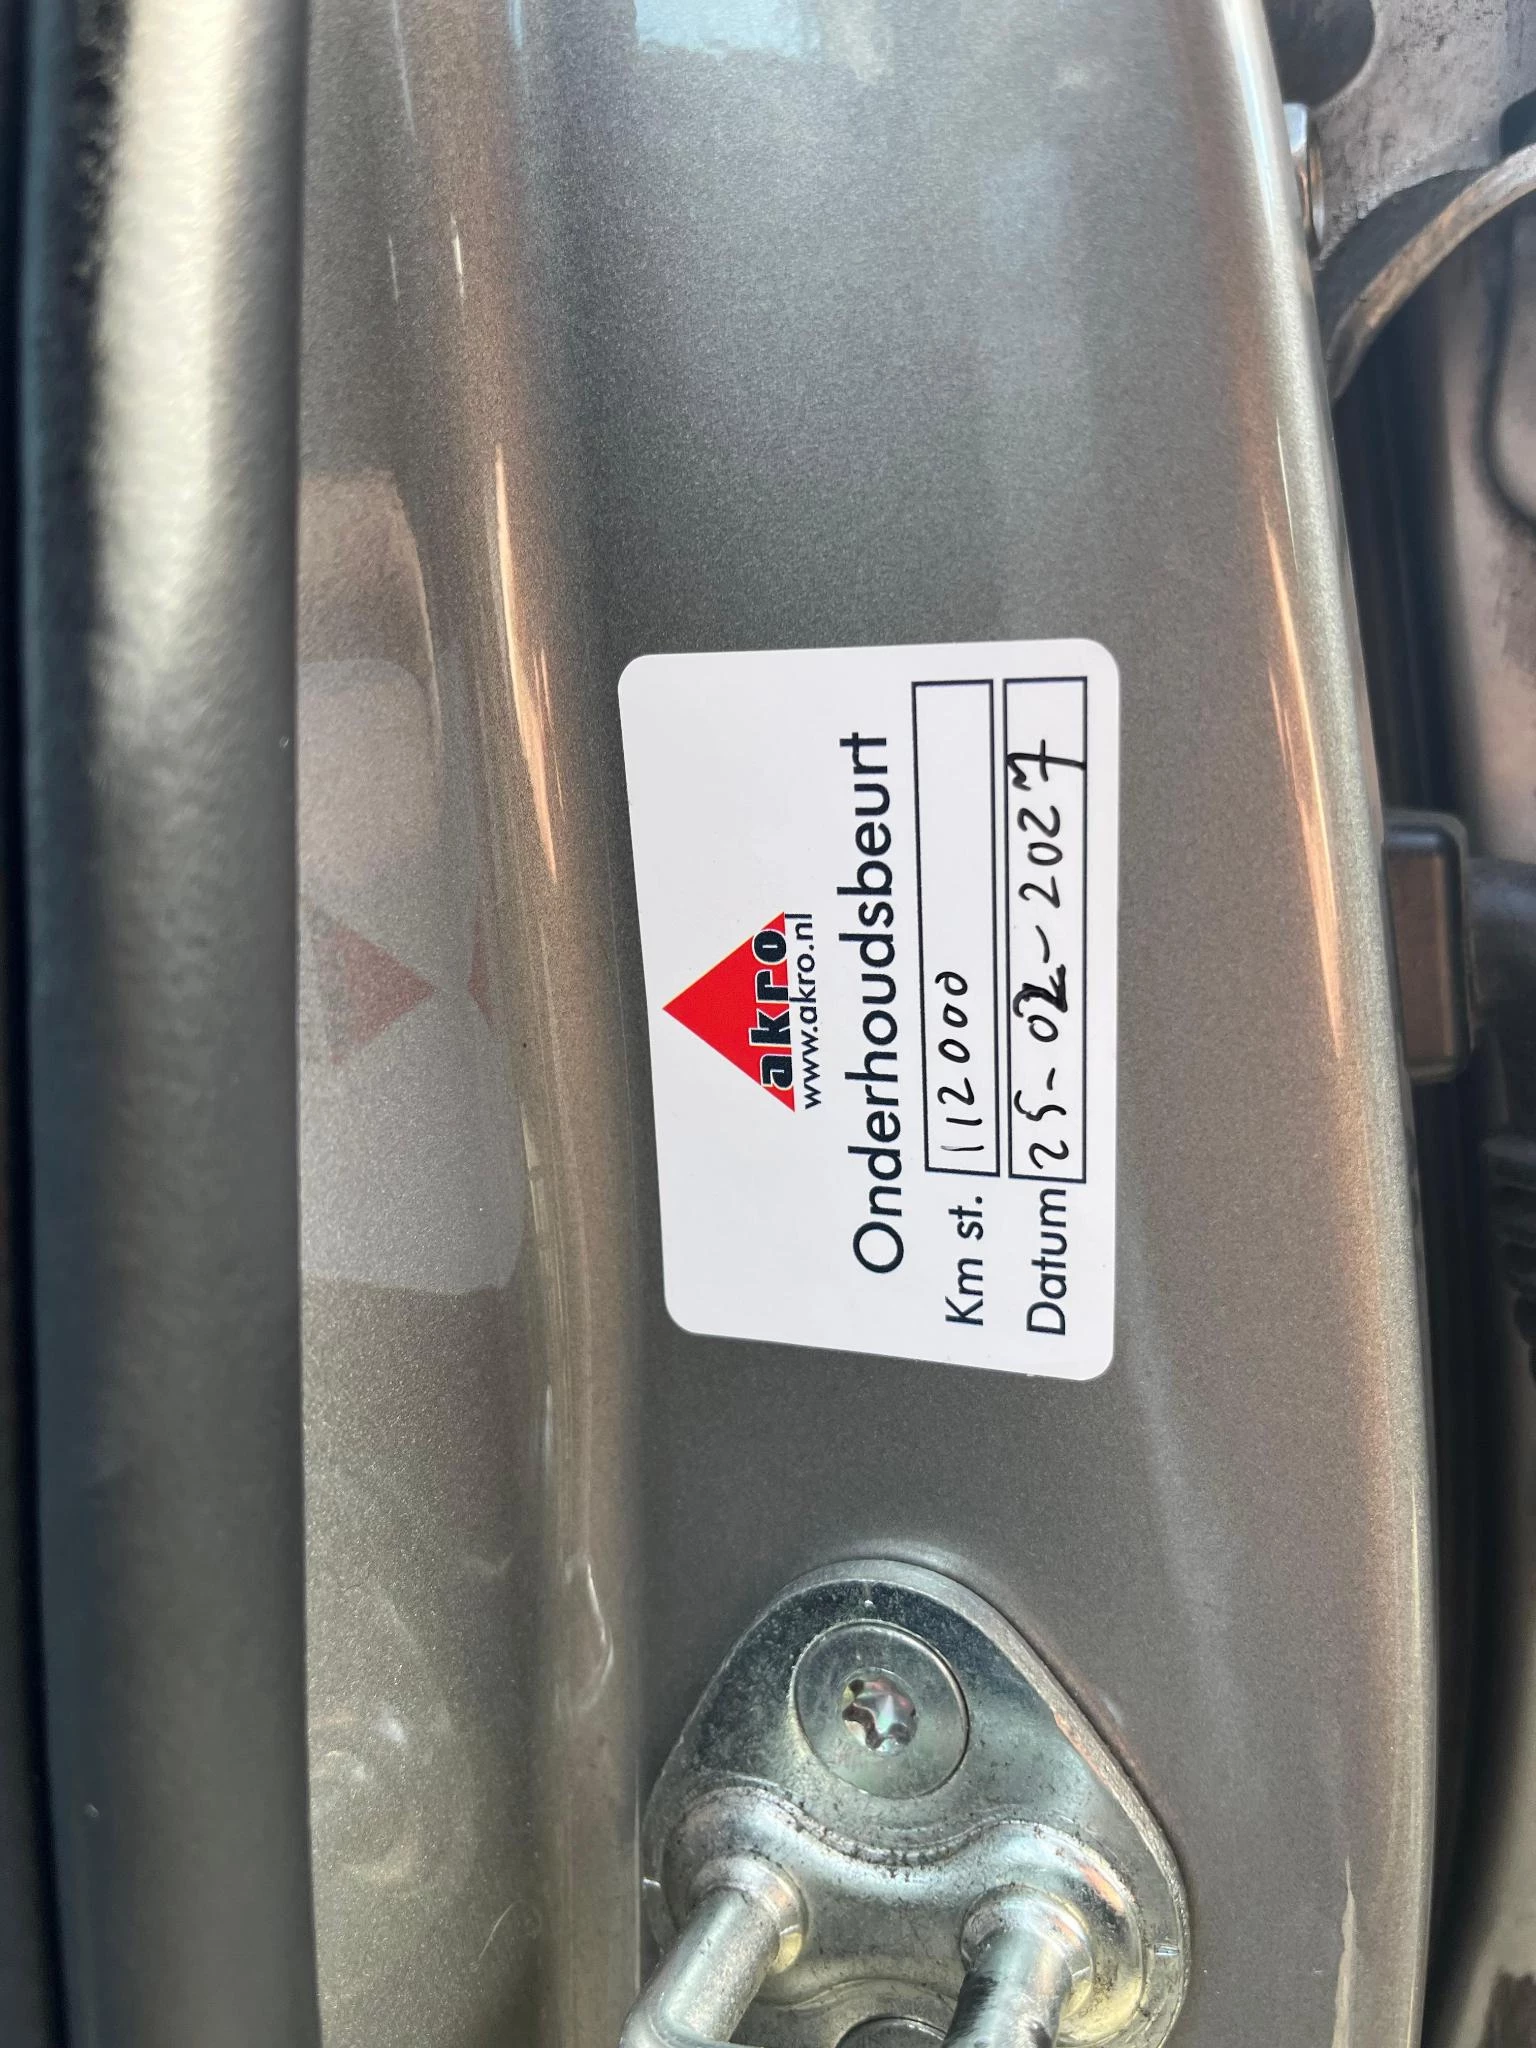 akro
www.akro.nl
Onderhoudsbeurt
Km st. 112000
Datum 25-02-2027